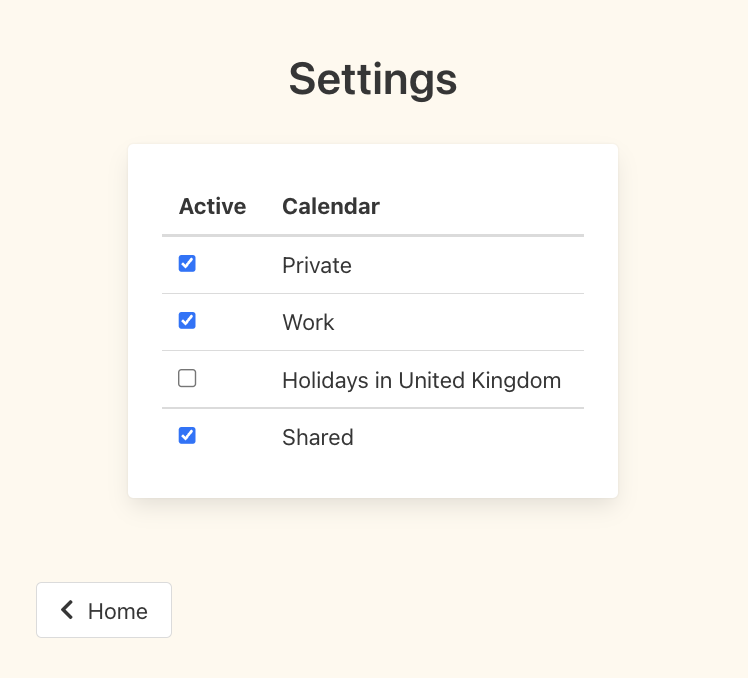 Settings
Active Calendar
Private
Work
Holidays in United Kingdom
Shared
Home